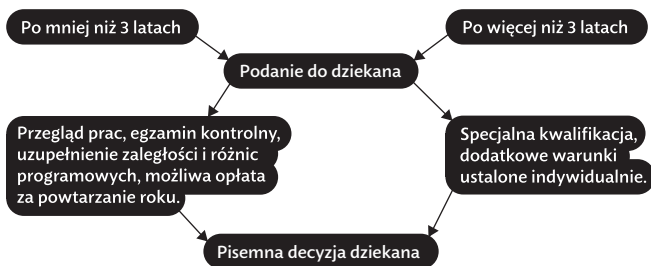 Po mniej niż 3 latach
Po więcej niż 3 latach
Podanie do dziekana
Przegląd prac, egzamin kontrolny,
uzupełnienie zaległości i różnic
programowych, możliwa opłata
za powtarzanie roku.
Specjalna kwalifikacja,
dodatkowe warunki
ustalone indywidualnie.
Pisemna decyzja dziekana